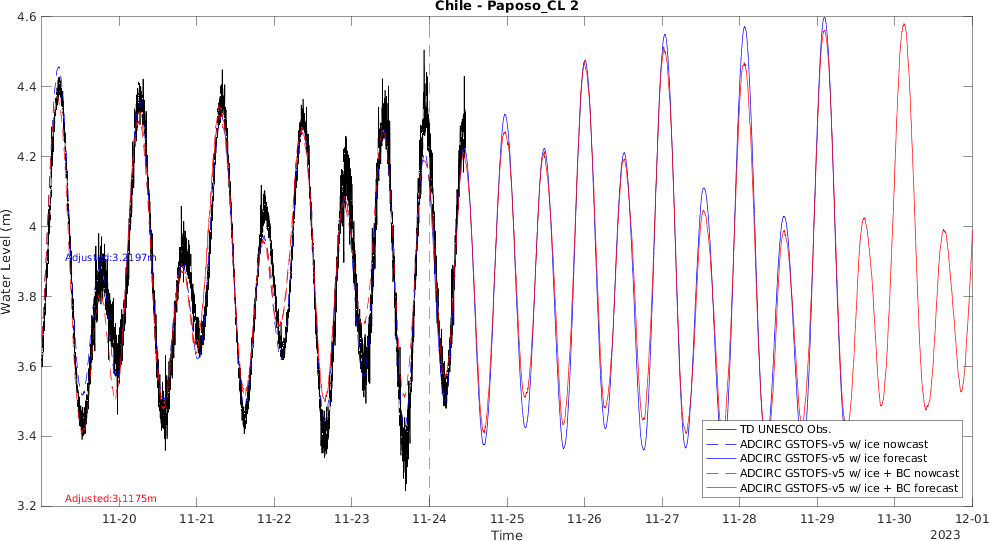 Chile - Paposo_CL 2
4.6
4.4
4.2
4
3.8
3.6
3.4
3.2
Water Level (m)
Adjusted:3.2197m
Adjusted:3.1175m
TD UNESCO Obs.
ADCIRC GSTOFS-v5 w/ ice nowcast
ADCIRC GSTOFS-v5 w/ ice forecast
ADCIRC GSTOFS-v5 w/ ice + BC nowcast
ADCIRC GSTOFS-v5 w/ ice + BC forecast
11-20 11-21 11-22 11-23 11-24 11-25 11-26 11-27 11-28 11-29 11-30 12-01
Time
2023